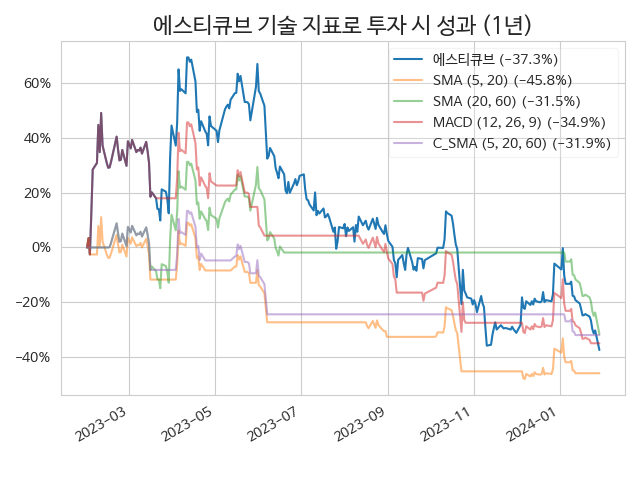 에스티큐브 기술 지표로 투자 시 성과 (1년)
에스티큐브 (−37.3%)
SMA (5, 20) (−45.8%)
SMA (20, 60) (−31.5%)
MACD (12, 26, 9) (−34.9%)
C_SMA (5, 20, 60) (−31.9%)
60%
40%
20%
0%
−20%
−40%
2023−03
2023−05
2023−07
2023−09
2023−11
2024−01